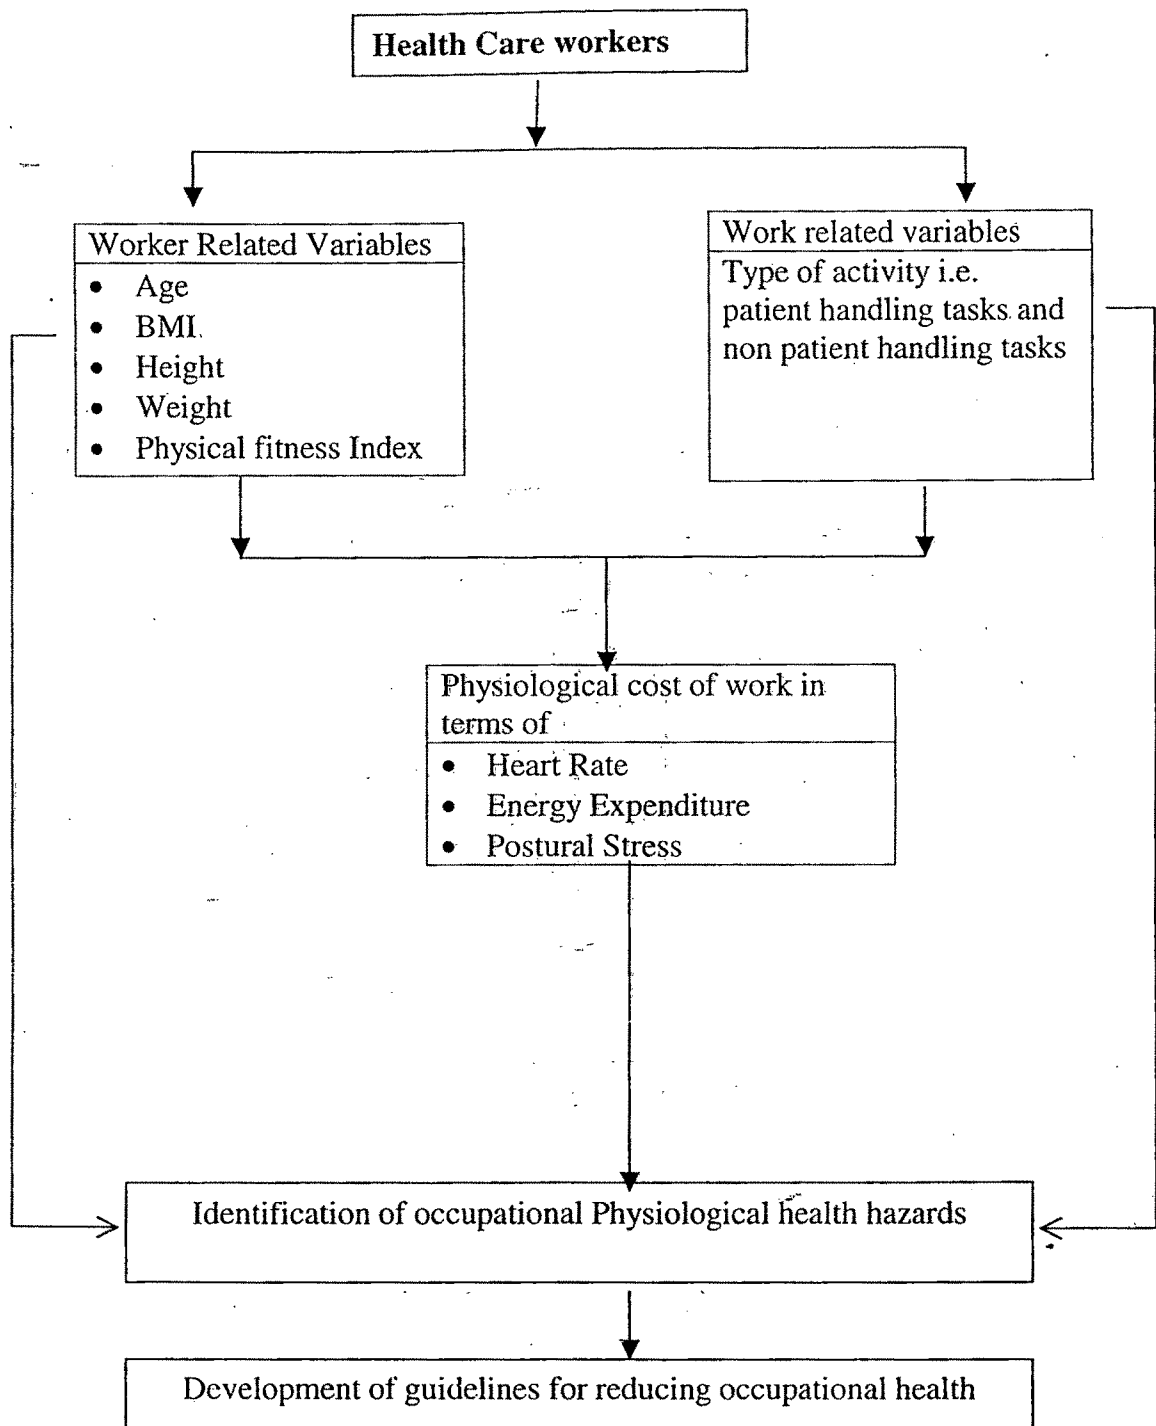 Health Care workers
Worker Related Variables
• Age
• BMI
• Height
• Weight
• Physical fitness Index
Work related variables
Type of activity i.e.
patient handling tasks and
non patient handling tasks
Physiological cost of work in
terms of
• Heart Rate
• Energy Expenditure
• Postural Stress
Identification of occupational Physiological health hazards
Development of guidelines for reducing occupational health